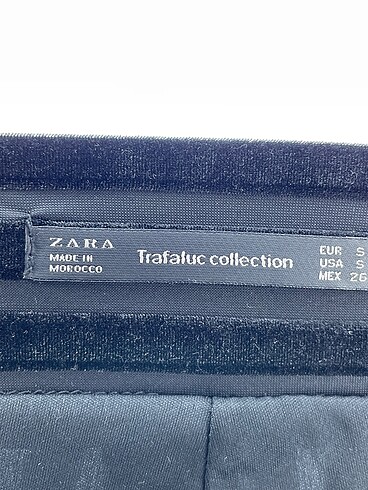 ZARA
MADE IN
MOROCCO
Trafaluc collection
EUR S
USA S
MEX 26